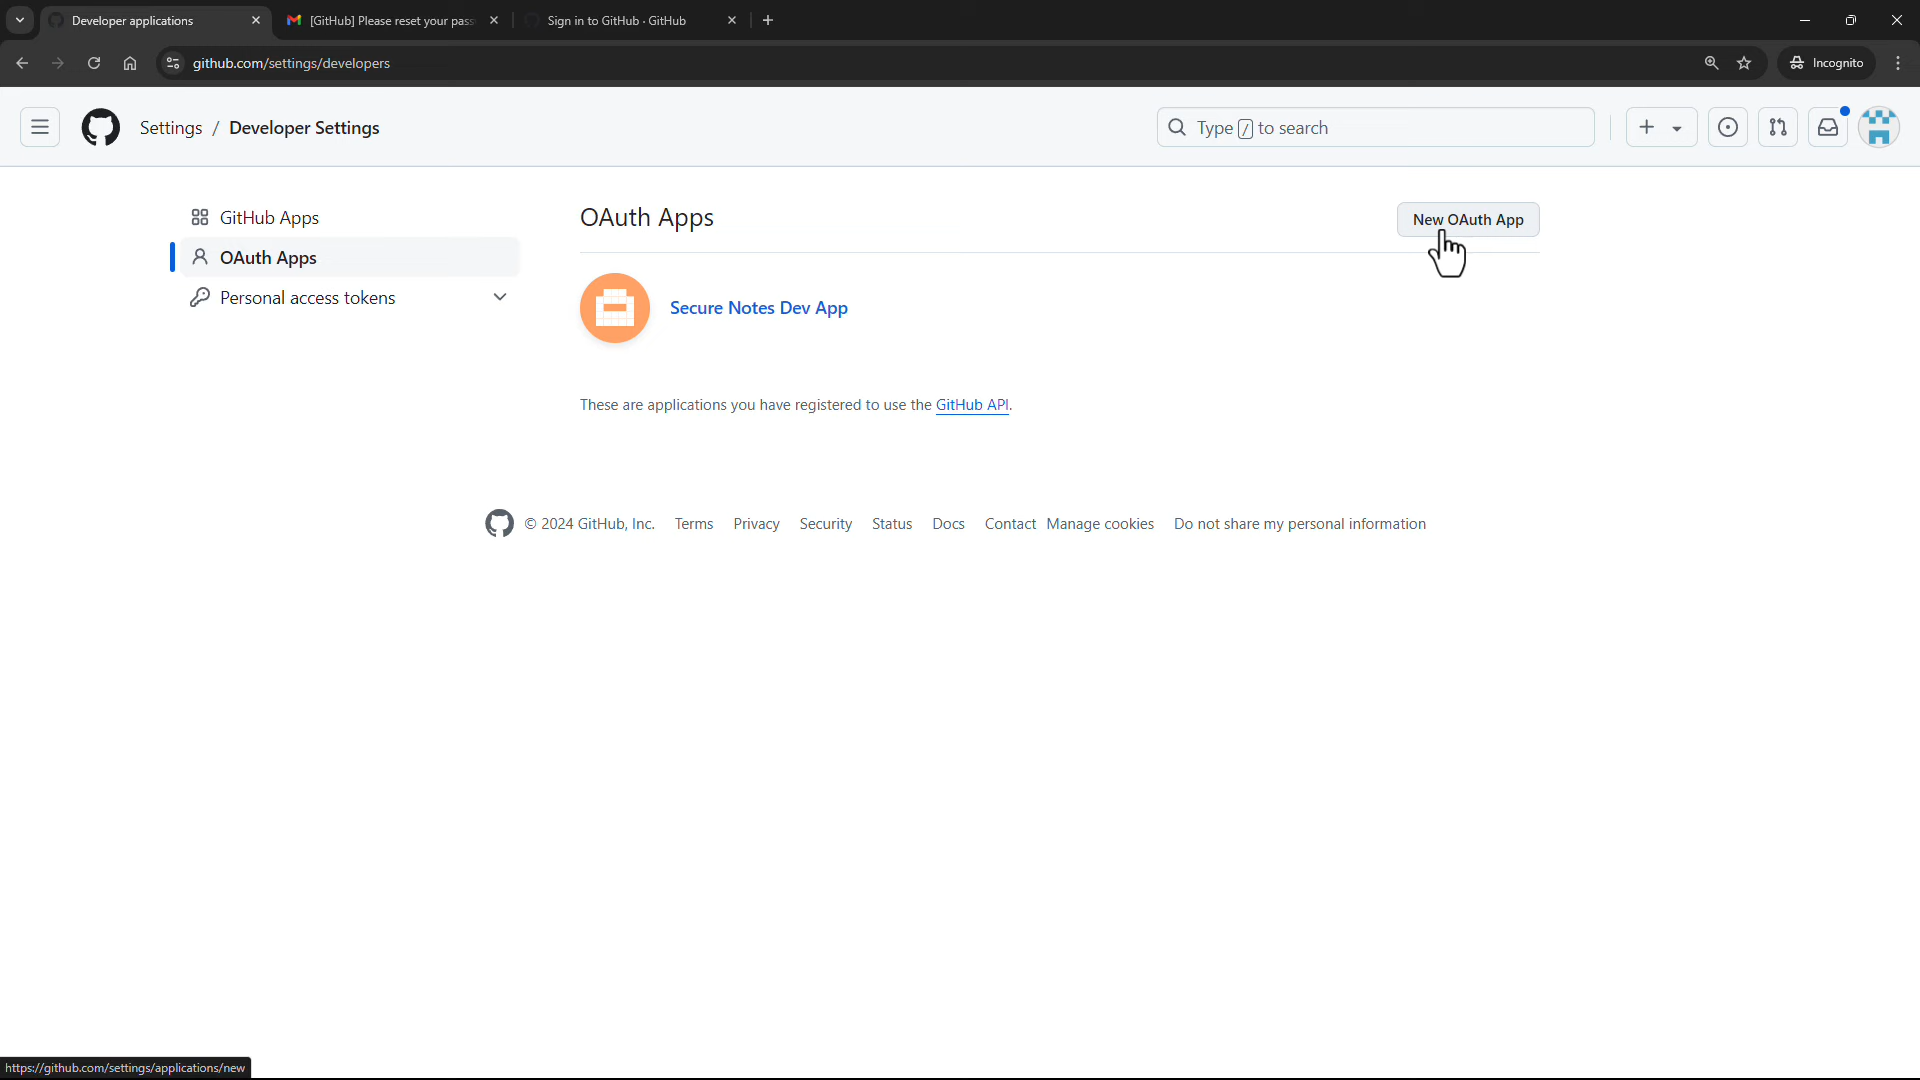 Developer applications
[GitHub] Please reset your pas
Sign in to GitHub · GitHub
github.com/settings/developers
Incognito
Settings / Developer Settings
Type / to search
GitHub Apps
OAuth Apps
Personal access tokens
OAuth Apps
New OAuth App
Secure Notes Dev App
These are applications you have registered to use the GitHub API.
© 2024 GitHub, Inc. Terms Privacy Security Status Docs Contact Manage cookies Do not share my personal information
https://github.com/settings/applications/new